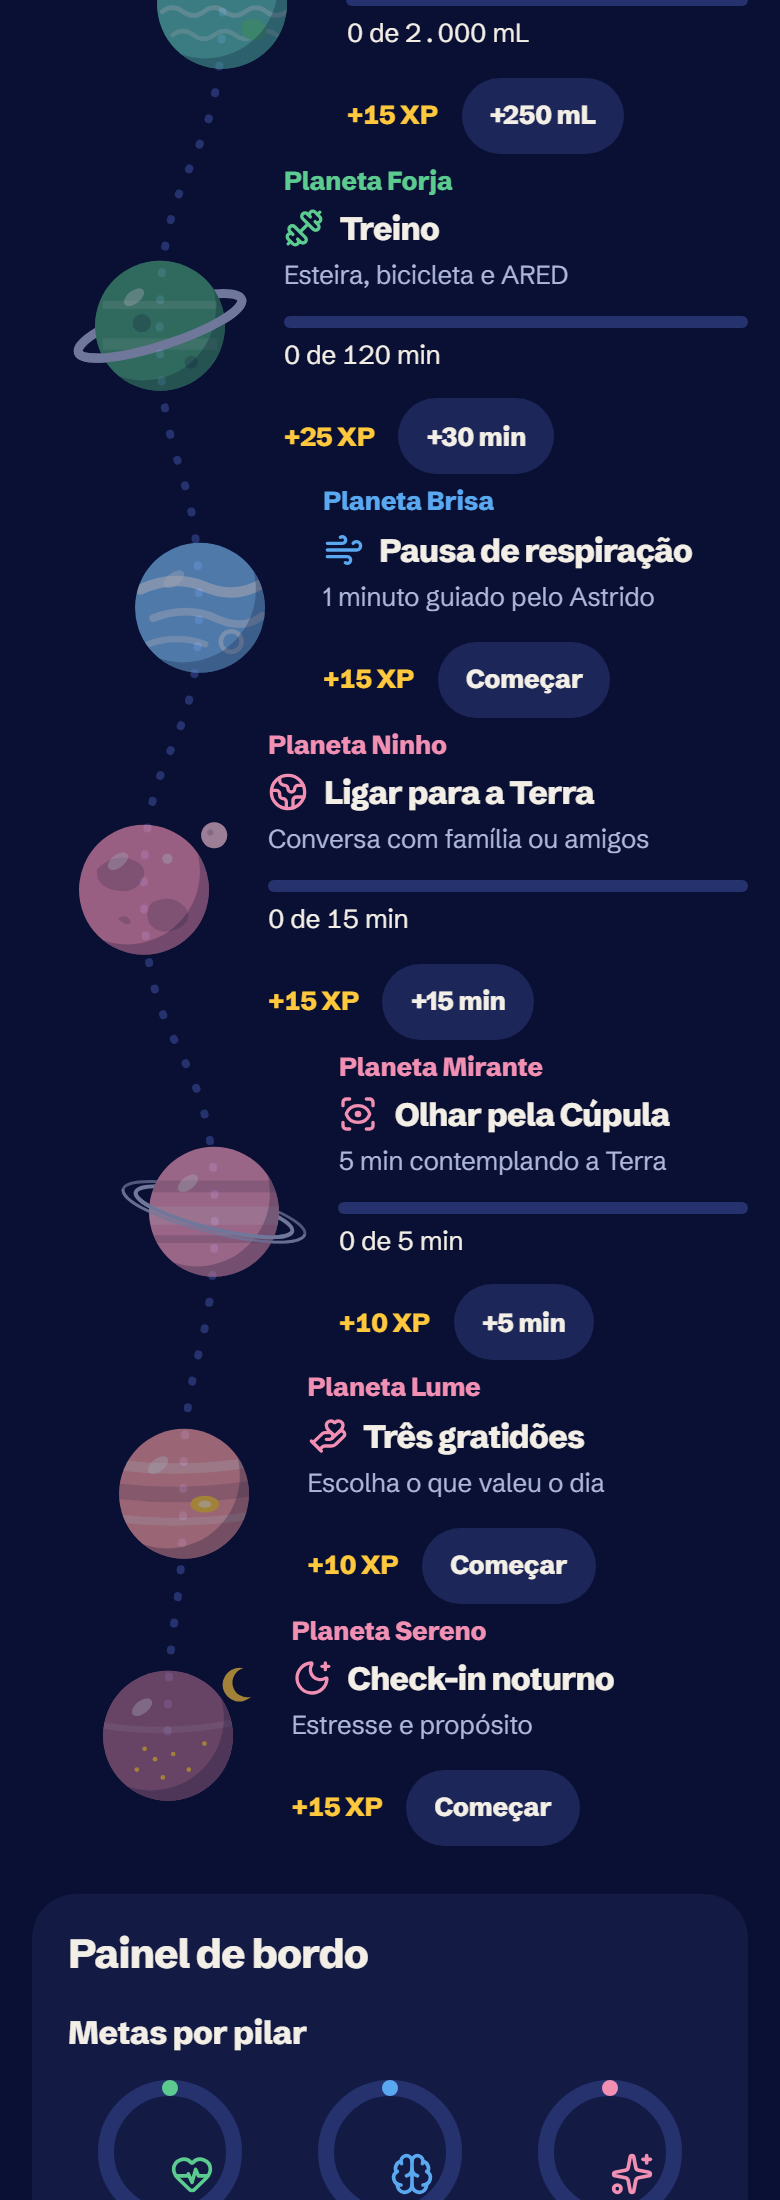 0 de 2.000 mL
+15 XP
+250 mL
Planeta Forja
Treino
Esteira, bicicleta e ARED
0 de 120 min
+25 XP
+30 min
Planeta Brisa
Pausa de respiração
1 minuto guiado pelo Astrido
+15 XP
Começar
Planeta Ninho
Ligar para a Terra
Conversa com família ou amigos
0 de 15 min
+15 XP
+15 min
Planeta Mirante
Olhar pela Cúpula
5 min contemplando a Terra
0 de 5 min
+10 XP
+5 min
Planeta Lume
Três gratidões
Escolha o que valeu o dia
+10 XP
Começar
Planeta Sereno
Check-in noturno
Estresse e propósito
+15 XP
Começar
Painel de bordo
Metas por pilar